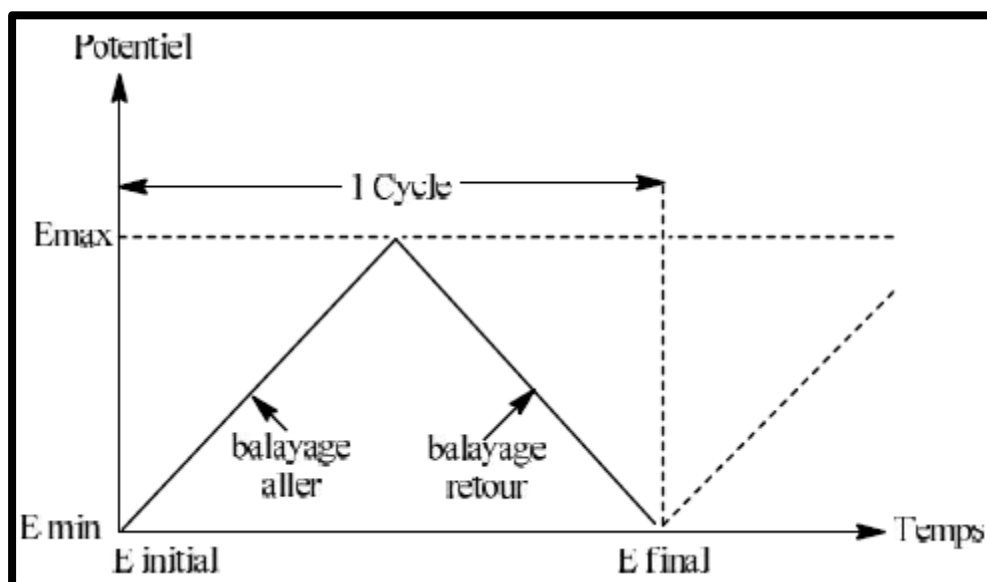 Potentiel
1 Cycle
Emax
balayage
aller
balayage
retour
E min
Temps
E initial
E final